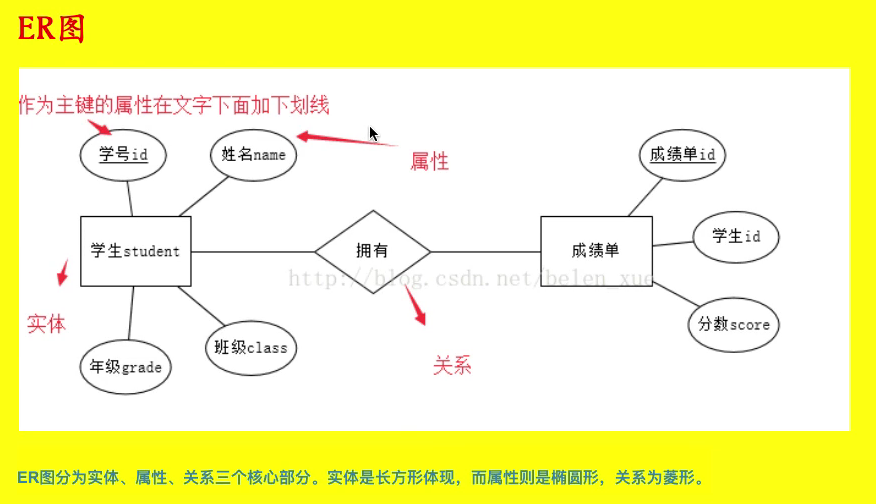 ER图
作为主键的属性在文字下面加下划线
学号id
姓名name
属性
成绩单id
学生student
拥有
成绩单
学生id
http://blog.csdn.net/belen_xue
实体
分数score
年级grade
班级class
关系
ER图分为实体、属性、关系三个核心部分。实体是长方形体现，而属性则是椭圆形，关系为菱形。